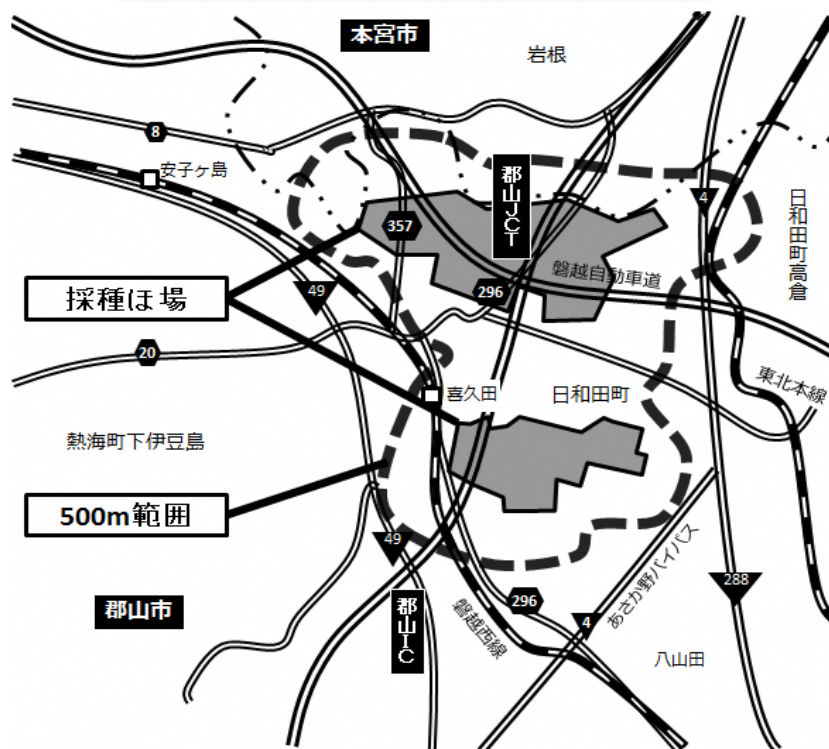 本宮市
岩根
8
安子ヶ島
郡山JCT
4
日和田町高倉
357
採種ほ場
49
296
磐越自動車道
20
喜久田
日和田町
東北本線
熱海町下伊豆島
500m範囲
49
郡山IC
296
磐越西線
4
あさか野バイパス
288
郡山市
八山田